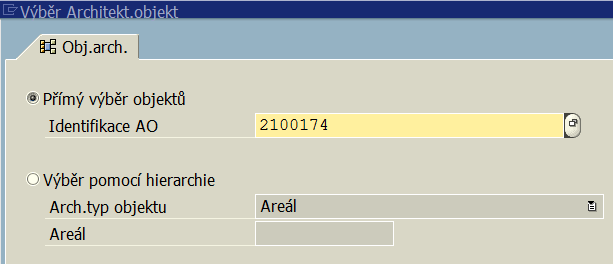 Výběr Architekt.objekt
Obj.arch.
Přímý výběr objektů
Identifikace AO 2100174
Výběr pomocí hierarchie
Arch.typ objektu Areál
Areál